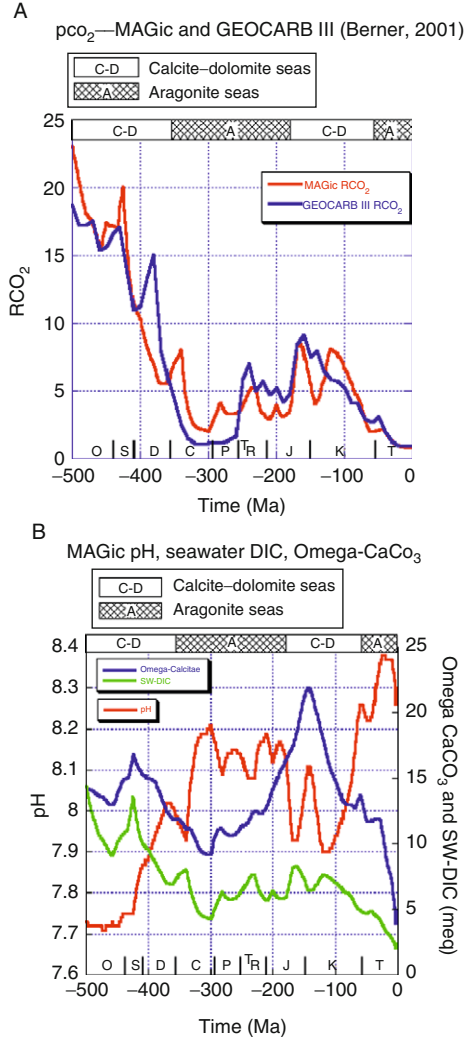 A
pco2—MAGic and GEOCARB III (Berner, 2001)
C-D Calcite–dolomite seas
A Aragonite seas
C-D A C-D A
25
20
15
10
5
0
RCO2
MAGic RCO2
GEOCARB III RCO2
O S D C P TR J K T
−500 −400 −300 −200 −100 0
Time (Ma)
B
MAGic pH, seawater DIC, Omega-CaCo3
C-D Calcite–dolomite seas
A Aragonite seas
C-D A C-D A
8.4
8.3
8.2
8.1
8
7.9
7.8
7.7
7.6
pH
Omega-Calcitae
SW-DIC
pH
25
20
15
10
5
0
Omega CaCO3 and SW-DIC (meq)
O S D C P TR J K T
−500 −400 −300 −200 −100 0
Time (Ma)